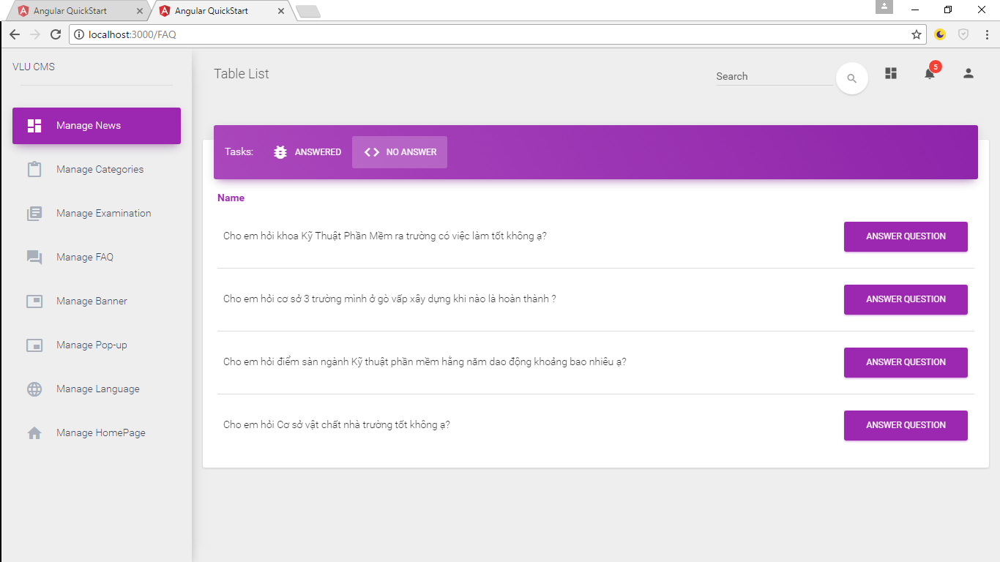 Angular QuickStart
Angular QuickStart
localhost:3000/FAQ
VLU CMS
Table List
Search
5
Manage News
Manage Categories
Manage Examination
Manage FAQ
Manage Banner
Manage Pop-up
Manage Language
Manage HomePage
Tasks: ANSWERED NO ANSWER
Name
Cho em hỏi khoa Kỹ Thuật Phần Mềm ra trường có việc làm tốt không ạ? ANSWER QUESTION
Cho em hỏi cơ sở 3 trường mình ở gò vấp xây dựng khi nào là hoàn thành ? ANSWER QUESTION
Cho em hỏi điểm sàn ngành Kỹ thuật phần mềm hằng năm dao động khoảng bao nhiêu ạ? ANSWER QUESTION
Cho em hỏi Cơ sở vật chất nhà trường tốt không ạ? ANSWER QUESTION